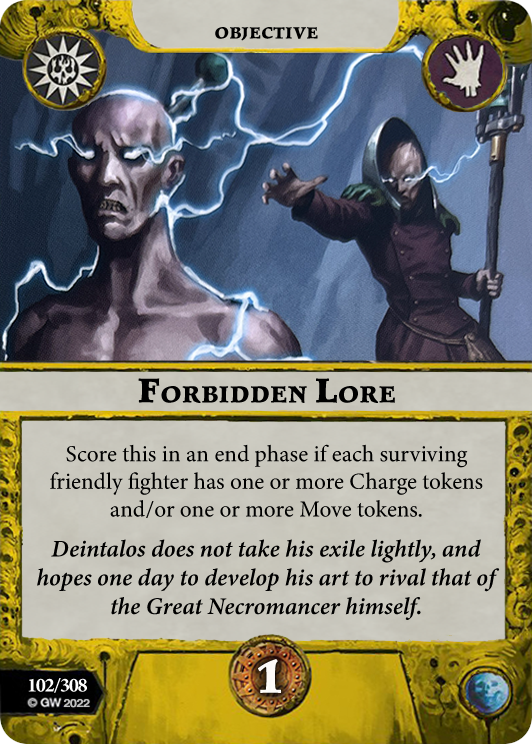 OBJECTIVE
FORBIDDEN LORE
Score this in an end phase if each surviving
friendly fighter has one or more Charge tokens
and/or one or more Move tokens.
Deintalos does not take his exile lightly, and
hopes one day to develop his art to rival that of
the Great Necromancer himself.
102/308
© GW 2022
1